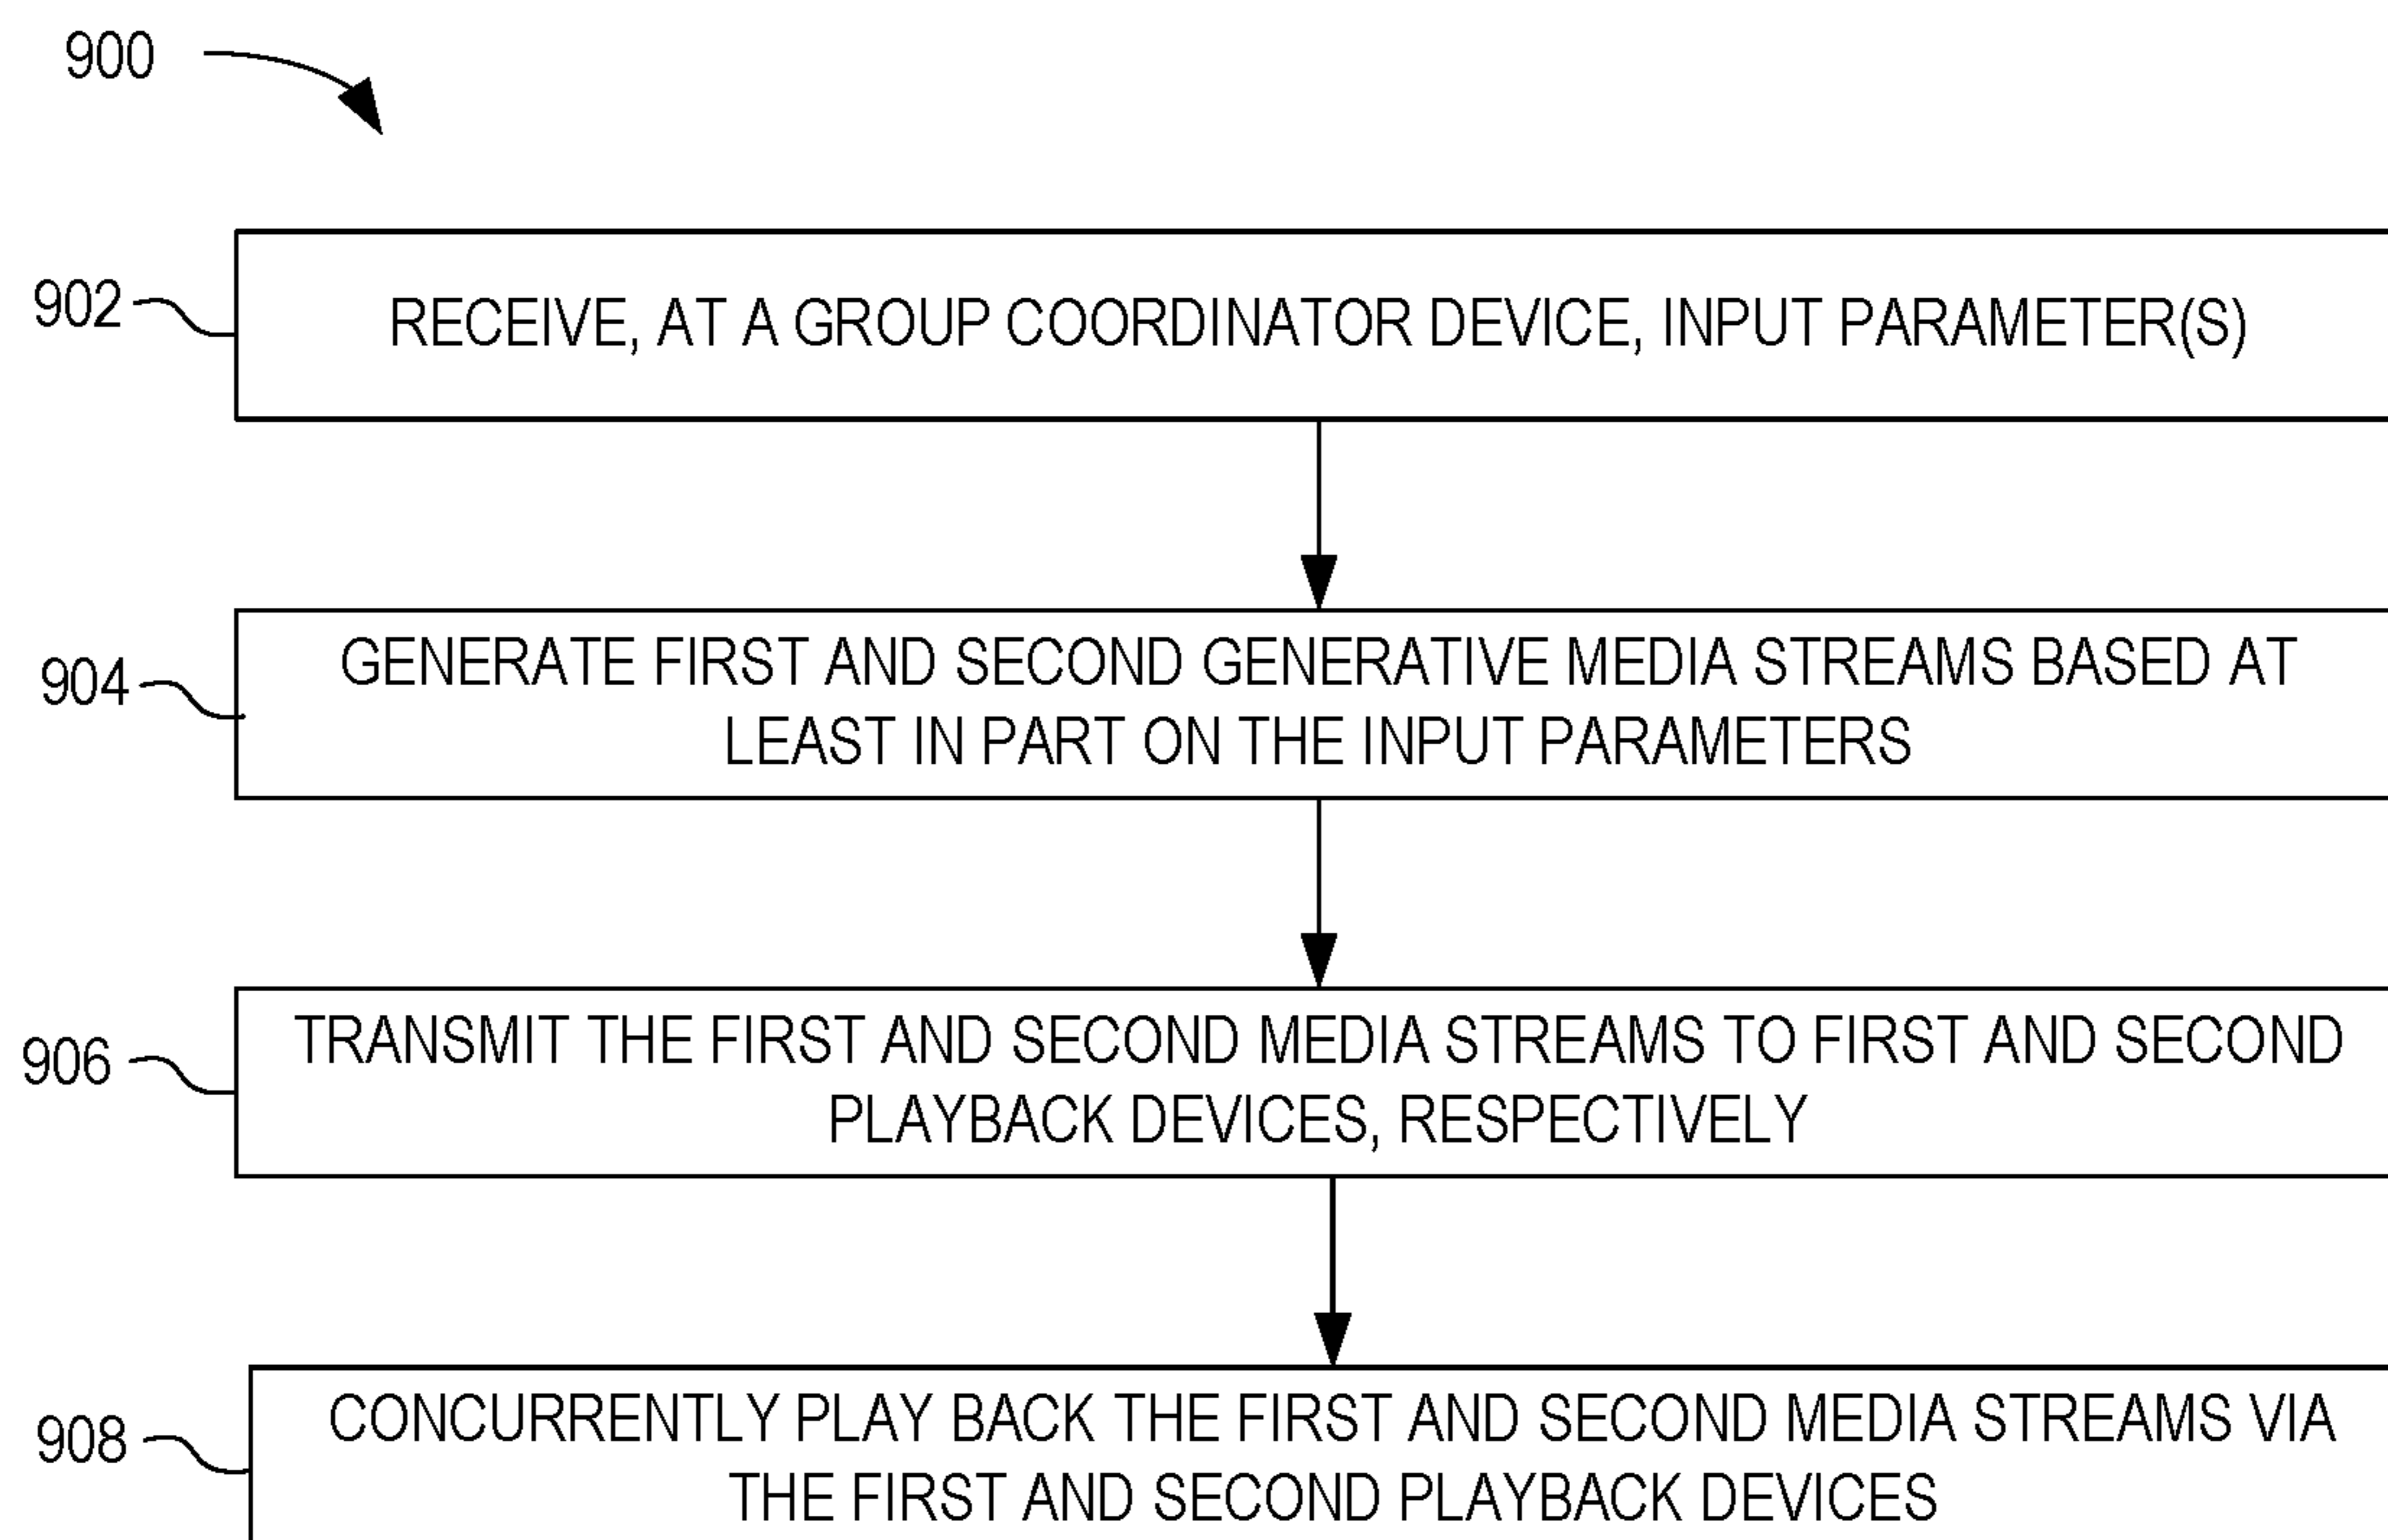 900
902
RECEIVE, AT A GROUP COORDINATOR DEVICE, INPUT PARAMETER(S)
904
GENERATE FIRST AND SECOND GENERATIVE MEDIA STREAMS BASED AT
LEAST IN PART ON THE INPUT PARAMETERS
906
TRANSMIT THE FIRST AND SECOND MEDIA STREAMS TO FIRST AND SECOND
PLAYBACK DEVICES, RESPECTIVELY
908
CONCURRENTLY PLAY BACK THE FIRST AND SECOND MEDIA STREAMS VIA
THE FIRST AND SECOND PLAYBACK DEVICES